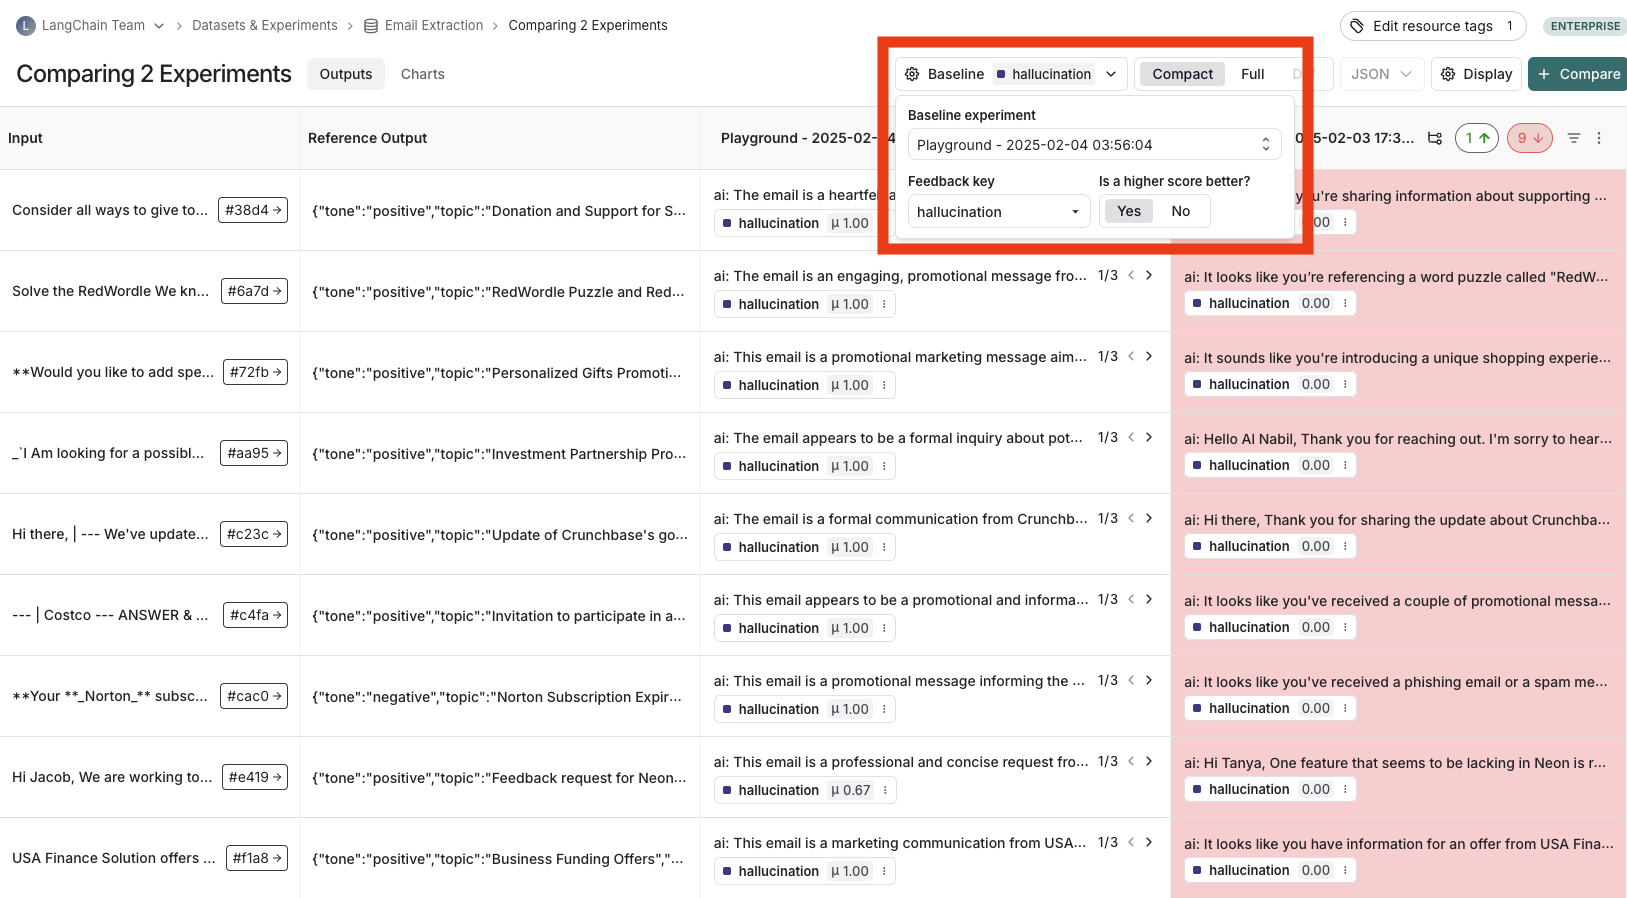 L LangChain Team > Datasets & Experiments > Email Extraction > Comparing 2 Experiments
Edit resource tags 1
ENTERPRISE
Comparing 2 Experiments
Outputs
Charts
Baseline hallucination
Compact
Full
JSON
Display
+ Compare
Baseline experiment
Playground - 2025-02-04 03:56:04
Feedback key
Is a higher score better?
hallucination
Yes
No
Input
Reference Output
Playground - 2025-02-
5-02-03 17:3...
1 ↑
9 ↓
Consider all ways to give to... #38d4 →
{"tone":"positive","topic":"Donation and Support for S...
ai: The email is a heartfel
hallucination μ 1.00
you're sharing information about supporting ...
.00
Solve the RedWordle We kn... #6a7d →
{"tone":"positive","topic":"RedWordle Puzzle and Red...
ai: The email is an engaging, promotional message fro... 1/3 < >
hallucination μ 1.00
ai: It looks like you're referencing a word puzzle called "RedW...
hallucination 0.00
**Would you like to add spe... #72fb →
{"tone":"positive","topic":"Personalized Gifts Promoti...
ai: This email is a promotional marketing message aim... 1/3 < >
hallucination μ 1.00
ai: It sounds like you're introducing a unique shopping experie...
hallucination 0.00
_`I Am looking for a possibl... #aa95 →
{"tone":"positive","topic":"Investment Partnership Pro...
ai: The email appears to be a formal inquiry about pot... 1/3 < >
hallucination μ 1.00
ai: Hello Al Nabil, Thank you for reaching out. I'm sorry to hear...
hallucination 0.00
Hi there, | --- We've update... #c23c →
{"tone":"positive","topic":"Update of Crunchbase's go...
ai: The email is a formal communication from Crunchb... 1/3 < >
hallucination μ 1.00
ai: Hi there, Thank you for sharing the update about Crunchba...
hallucination 0.00
--- | Costco --- ANSWER & ... #c4fa →
{"tone":"positive","topic":"Invitation to participate in a...
ai: This email appears to be a promotional and informa... 1/3 < >
hallucination μ 1.00
ai: It looks like you've received a couple of promotional messa...
hallucination 0.00
**Your **_Norton_** subsc... #cac0 →
{"tone":"negative","topic":"Norton Subscription Expir...
ai: This email is a promotional message informing the ... 1/3 < >
hallucination μ 1.00
ai: It looks like you've received a phishing email or a spam me...
hallucination 0.00
Hi Jacob, We are working to... #e419 →
{"tone":"positive","topic":"Feedback request for Neon...
ai: This email is a professional and concise request fro... 1/3 < >
hallucination μ 0.67
ai: Hi Tanya, One feature that seems to be lacking in Neon is r...
hallucination 0.00
USA Finance Solution offers ... #f1a8 →
{"tone":"positive","topic":"Business Funding Offers","...
ai: This email is a marketing communication from USA... 1/3 < >
hallucination μ 1.00
ai: It looks like you have information for an offer from USA Fina...
hallucination 0.00